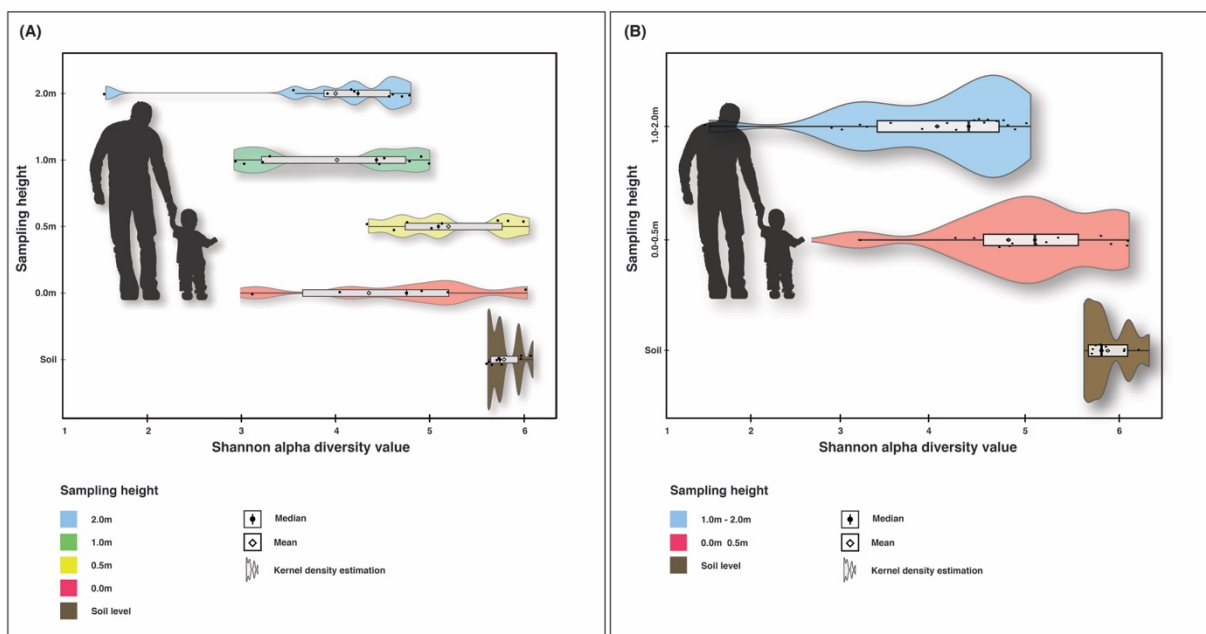 (A)
Sampling height
2.0m
1.0m
0.5m
0.0m
Soil
1 2 3 4 5 6
Shannon alpha diversity value
Sampling height
2.0m
1.0m
0.5m
0.0m
Soil level
Median
Mean
Kernel density estimation
(B)
Sampling height
1.0-2.0m
0.0-0.5m
Soil
1 2 3 4 5 6
Shannon alpha diversity value
Sampling height
1.0m - 2.0m
0.0m 0.5m
Soil level
Median
Mean
Kernel density estimation